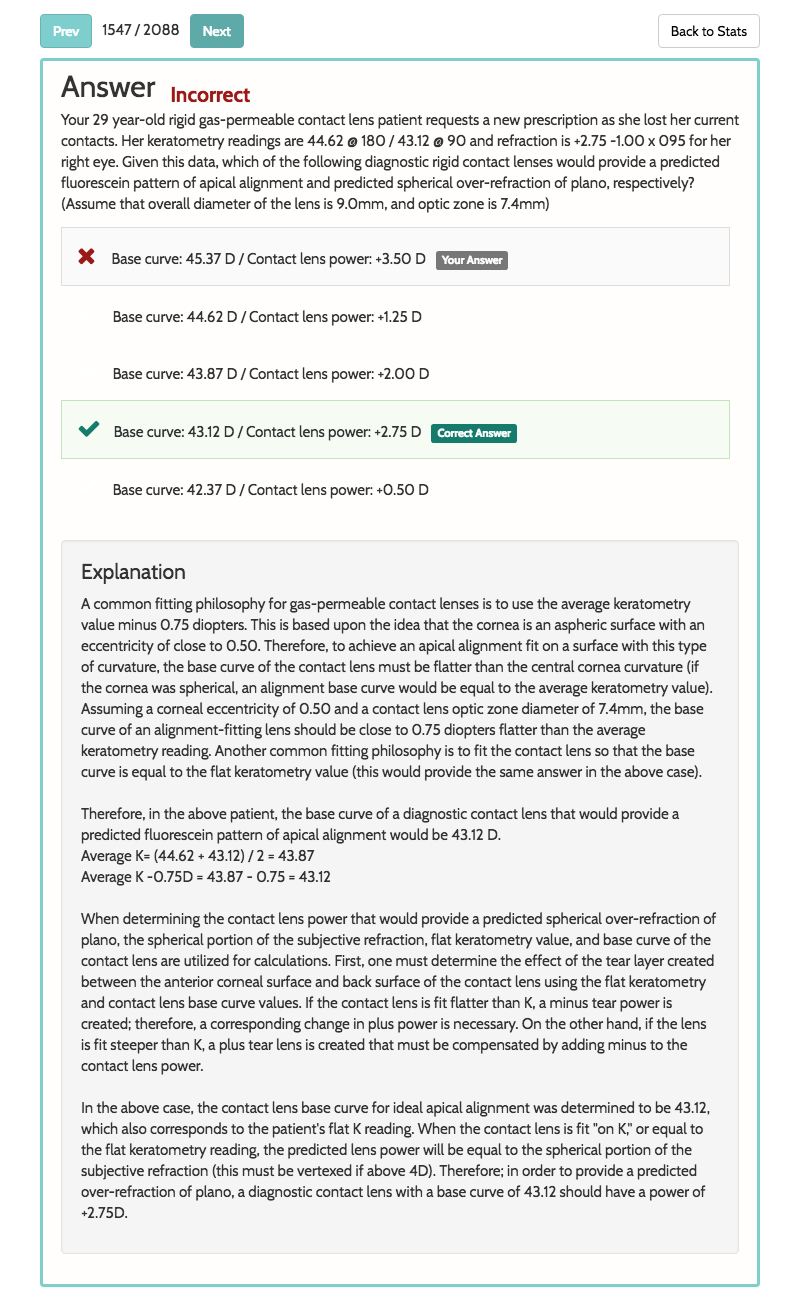 Prev 1547 / 2088 Next Back to Stats
Answer Incorrect
Your 29 year-old rigid gas-permeable contact lens patient requests a new prescription as she lost her current
contacts. Her keratometry readings are 44.62 @ 180 / 43.12 @ 90 and refraction is +2.75 -1.00 x 095 for her
right eye. Given this data, which of the following diagnostic rigid contact lenses would provide a predicted
fluorescein pattern of apical alignment and predicted spherical over-refraction of plano, respectively?
(Assume that overall diameter of the lens is 9.0mm, and optic zone is 7.4mm)
Base curve: 45.37 D / Contact lens power: +3.50 D Your Answer
Base curve: 44.62 D / Contact lens power: +1.25 D
Base curve: 43.87 D / Contact lens power: +2.00 D
Base curve: 43.12 D / Contact lens power: +2.75 D Correct Answer
Base curve: 42.37 D / Contact lens power: +0.50 D
Explanation
A common fitting philosophy for gas-permeable contact lenses is to use the average keratometry
value minus 0.75 diopters. This is based upon the idea that the cornea is an aspheric surface with an
eccentricity of close to 0.50. Therefore, to achieve an apical alignment fit on a surface with this type
of curvature, the base curve of the contact lens must be flatter than the central cornea curvature (if
the cornea was spherical, an alignment base curve would be equal to the average keratometry value).
Assuming a corneal eccentricity of 0.50 and a contact lens optic zone diameter of 7.4mm, the base
curve of an alignment-fitting lens should be close to 0.75 diopters flatter than the average
keratometry reading. Another common fitting philosophy is to fit the contact lens so that the base
curve is equal to the flat keratometry value (this would provide the same answer in the above case).
Therefore, in the above patient, the base curve of a diagnostic contact lens that would provide a
predicted fluorescein pattern of apical alignment would be 43.12 D.
Average K= (44.62 + 43.12) / 2 = 43.87
Average K -0.75D = 43.87 - 0.75 = 43.12
When determining the contact lens power that would provide a predicted spherical over-refraction of
plano, the spherical portion of the subjective refraction, flat keratometry value, and base curve of the
contact lens are utilized for calculations. First, one must determine the effect of the tear layer created
between the anterior corneal surface and back surface of the contact lens using the flat keratometry
and contact lens base curve values. If the contact lens is fit flatter than K, a minus tear power is
created; therefore, a corresponding change in plus power is necessary. On the other hand, if the lens
is fit steeper than K, a plus tear lens is created that must be compensated by adding minus to the
contact lens power.
In the above case, the contact lens base curve for ideal apical alignment was determined to be 43.12,
which also corresponds to the patient's flat K reading. When the contact lens is fit "on K," or equal to
the flat keratometry reading, the predicted lens power will be equal to the spherical portion of the
subjective refraction (this must be vertexed if above 4D). Therefore; in order to provide a predicted
over-refraction of plano, a diagnostic contact lens with a base curve of 43.12 should have a power of
+2.75D.